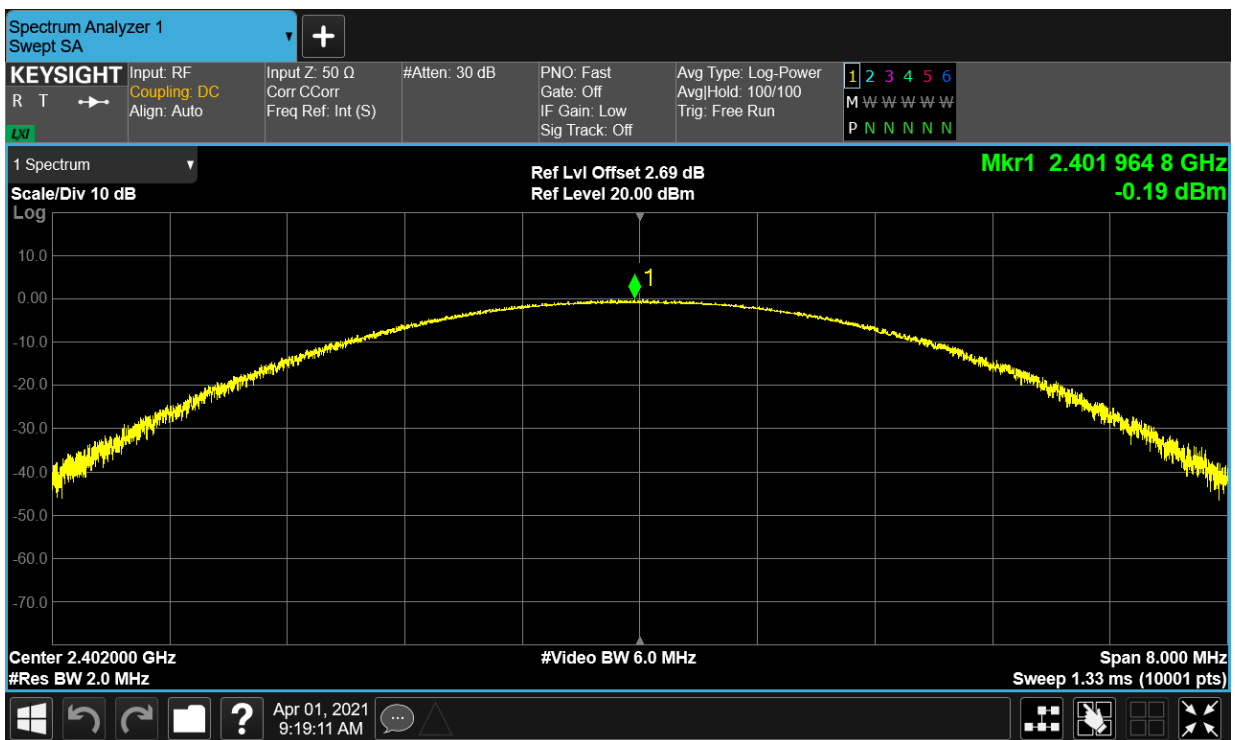 Spectrum Analyzer 1
Swept SA
+
KEYSIGHT
R T
LXI
Input: RF
Coupling: DC
Align: Auto
Input Z: 50 Ω
Corr CCorr
Freq Ref: Int (S)
#Atten: 30 dB
PNO: Fast
Gate: Off
IF Gain: Low
Sig Track: Off
Avg Type: Log-Power
Avg|Hold: 100/100
Trig: Free Run
1 2 3 4 5 6
M W W W W W
P N N N N N
1 Spectrum
Scale/Div 10 dB
Ref Lvl Offset 2.69 dB
Ref Level 20.00 dBm
Mkr1 2.401 964 8 GHz
-0.19 dBm
Log
10.0
0.00
-10.0
-20.0
-30.0
-40.0
-50.0
-60.0
-70.0
1
Center 2.402000 GHz
#Res BW 2.0 MHz
#Video BW 6.0 MHz
Span 8.000 MHz
Sweep 1.33 ms (10001 pts)
?
Apr 01, 2021
9:19:11 AM